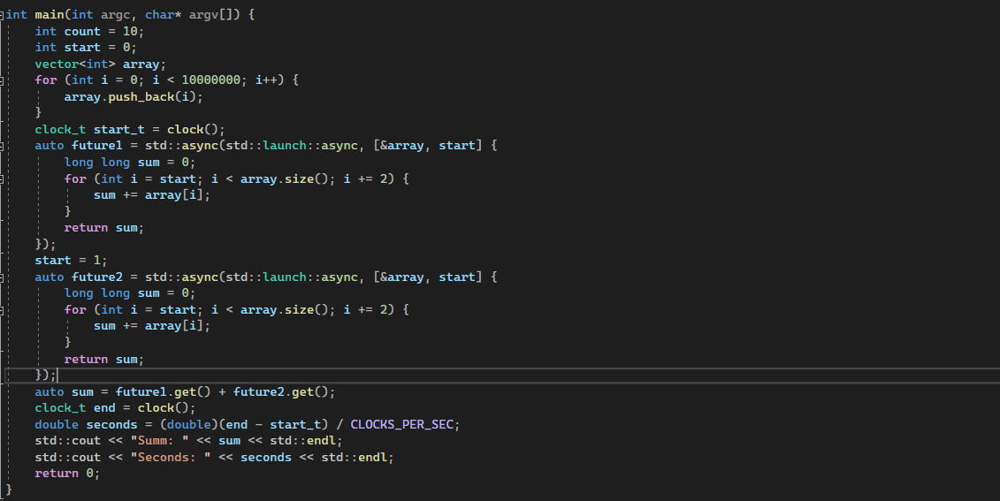 int main(int argc, char* argv[]) {
    int count = 10;
    int start = 0;
    vector<int> array;
    for (int i = 0; i < 10000000; i++) {
        array.push_back(i);
    }
    clock_t start_t = clock();
    auto future1 = std::async(std::launch::async, [&array, start] {
        long long sum = 0;
        for (int i = start; i < array.size(); i += 2) {
            sum += array[i];
        }
        return sum;
    });
    start = 1;
    auto future2 = std::async(std::launch::async, [&array, start] {
        long long sum = 0;
        for (int i = start; i < array.size(); i += 2) {
            sum += array[i];
        }
        return sum;
    });
    auto sum = future1.get() + future2.get();
    clock_t end = clock();
    double seconds = (double)(end - start_t) / CLOCKS_PER_SEC;
    std::cout << "Summ: " << sum << std::endl;
    std::cout << "Seconds: " << seconds << std::endl;
    return 0;
}